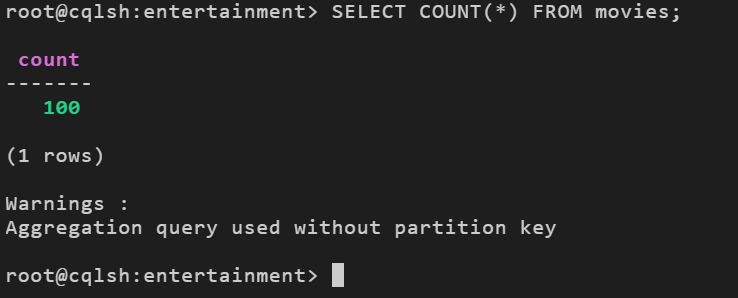 root@cqlsh:entertainment> SELECT COUNT(*) FROM movies;
count
-------
100
(1 rows)
Warnings :
Aggregation query used without partition key
root@cqlsh:entertainment>